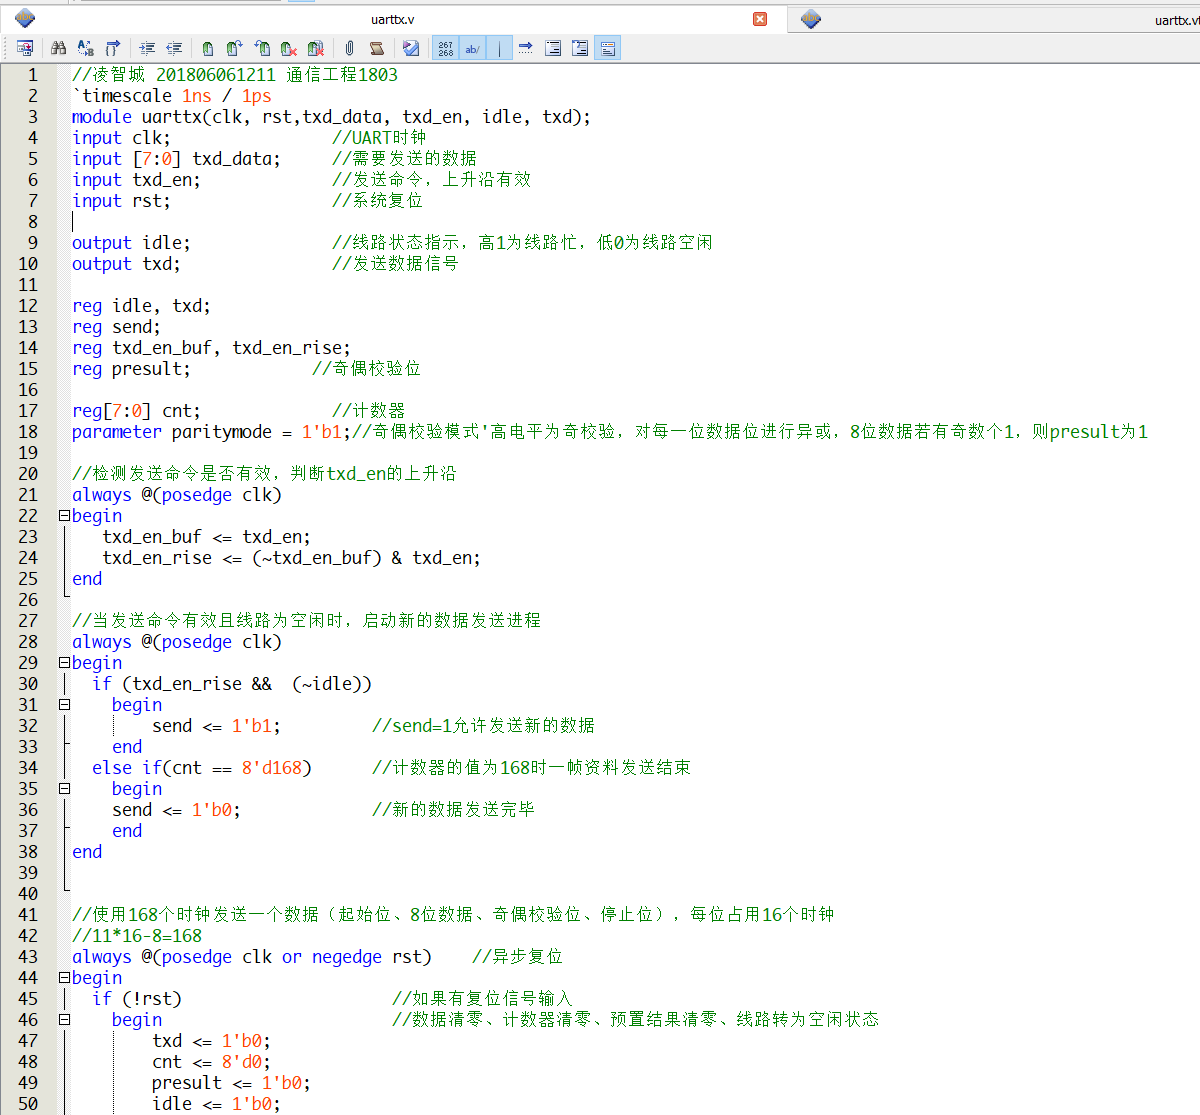 uarttx.v
uarttx.vt
267
268
ab/
1 //凌智城 201806061211 通信工程1803
2 `timescale 1ns / 1ps
3 module uarttx(clk, rst,txd_data, txd_en, idle, txd);
4 input clk; //UART时钟
5 input [7:0] txd_data; //需要发送的数据
6 input txd_en; //发送命令，上升沿有效
7 input rst; //系统复位
8
9 output idle; //线路状态指示，高1为线路忙，低0为线路空闲
10 output txd; //发送数据信号
11
12 reg idle, txd;
13 reg send;
14 reg txd_en_buf, txd_en_rise;
15 reg presult; //奇偶校验位
16
17 reg[7:0] cnt; //计数器
18 parameter paritymode = 1'b1;//奇偶校验模式'高电平为奇校验，对每一位数据位进行异或，8位数据若有奇数个1，则presult为1
19
20 //检测发送命令是否有效，判断txd_en的上升沿
21 always @(posedge clk)
22 begin
23 txd_en_buf <= txd_en;
24 txd_en_rise <= (~txd_en_buf) & txd_en;
25 end
26
27 //当发送命令有效且线路为空闲时，启动新的数据发送进程
28 always @(posedge clk)
29 begin
30 if (txd_en_rise &&  (~idle))
31 begin
32 send <= 1'b1; //send=1允许发送新的数据
33 end
34 else if(cnt == 8'd168) //计数器的值为168时一帧资料发送结束
35 begin
36 send <= 1'b0; //新的数据发送完毕
37 end
38 end
39
40
41 //使用168个时钟发送一个数据（起始位、8位数据、奇偶校验位、停止位），每位占用16个时钟
42 //11*16-8=168
43 always @(posedge clk or negedge rst) //异步复位
44 begin
45 if (!rst) //如果有复位信号输入
46 begin //数据清零、计数器清零、预置结果清零、线路转为空闲状态
47 txd <= 1'b0;
48 cnt <= 8'd0;
49 presult <= 1'b0;
50 idle <= 1'b0;